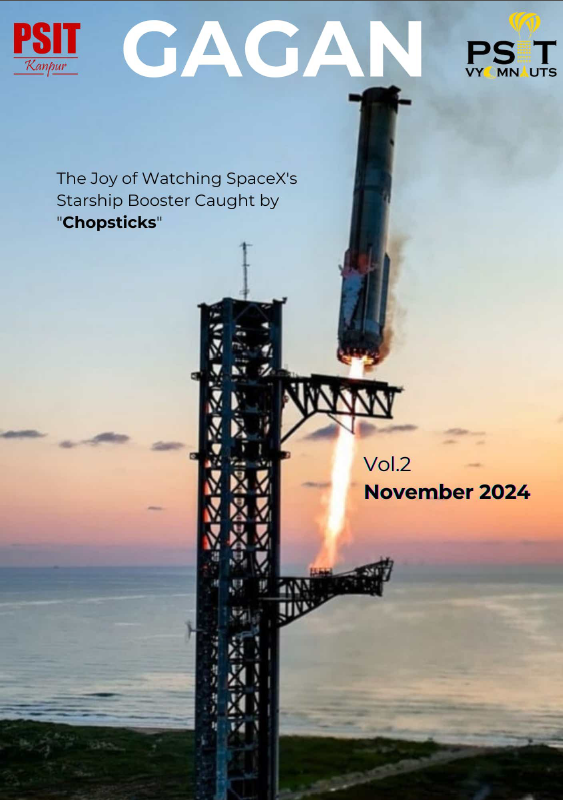 PSIT
Kanpur
GAGAN
PSIT
VYOMNAUTS
The Joy of Watching SpaceX's
Starship Booster Caught by
"Chopsticks"
Vol.2
November 2024